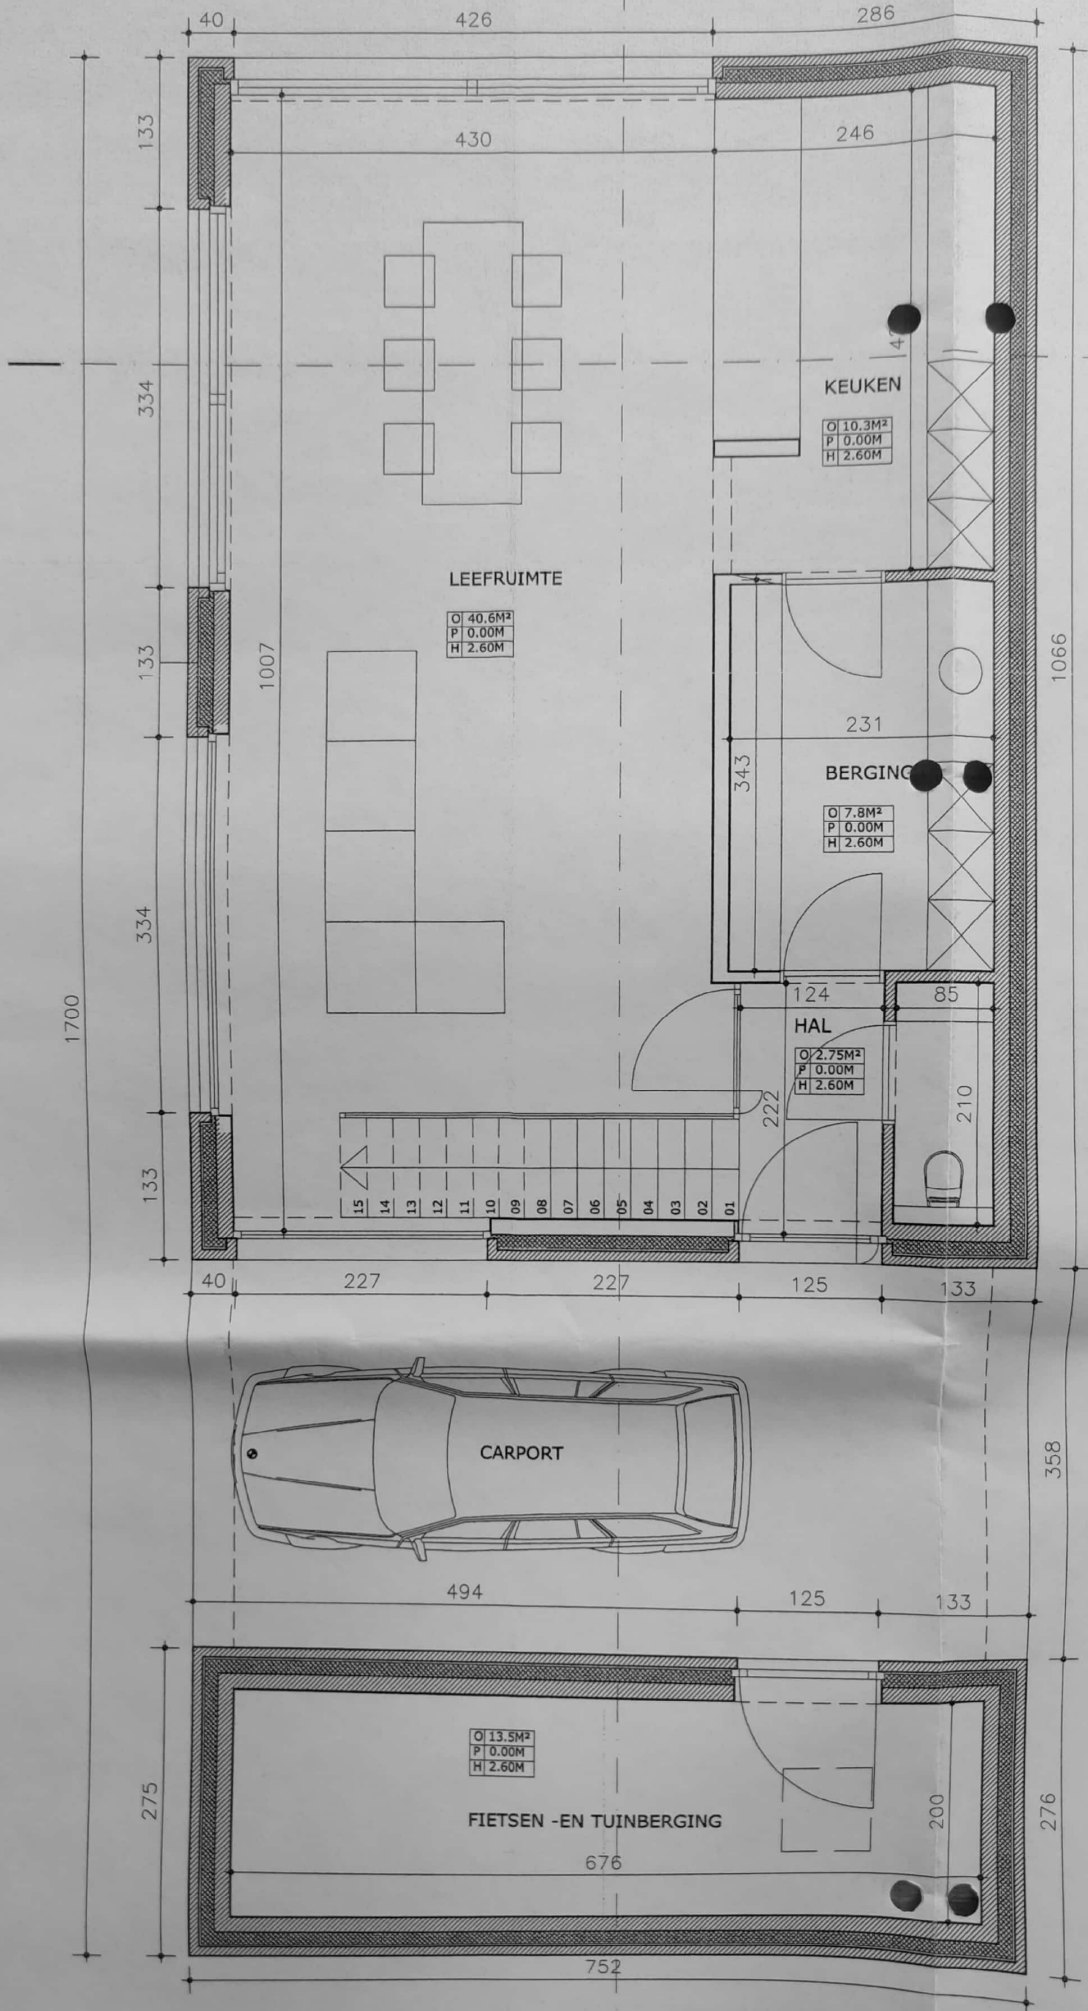 40 426 286
133
430 246
334
KEUKEN
O 10.3M²
P 0.00M
H 2.60M
LEEFRUIMTE
O 40.6M²
P 0.00M
H 2.60M
133
1007
1066
231
343
BERGING
O 7.8M²
P 0.00M
H 2.60M
334
1700
124 85
HAL
O 2.75M²
P 0.00M
H 2.60M
222
210
133
15 14 13 12 11 10 09 08 07 06 05 04 03 02 01
40 227 227 125 133
CARPORT
358
494 125 133
O 13.5M²
P 0.00M
H 2.60M
275
200
276
FIETSEN -EN TUINBERGING
676
752